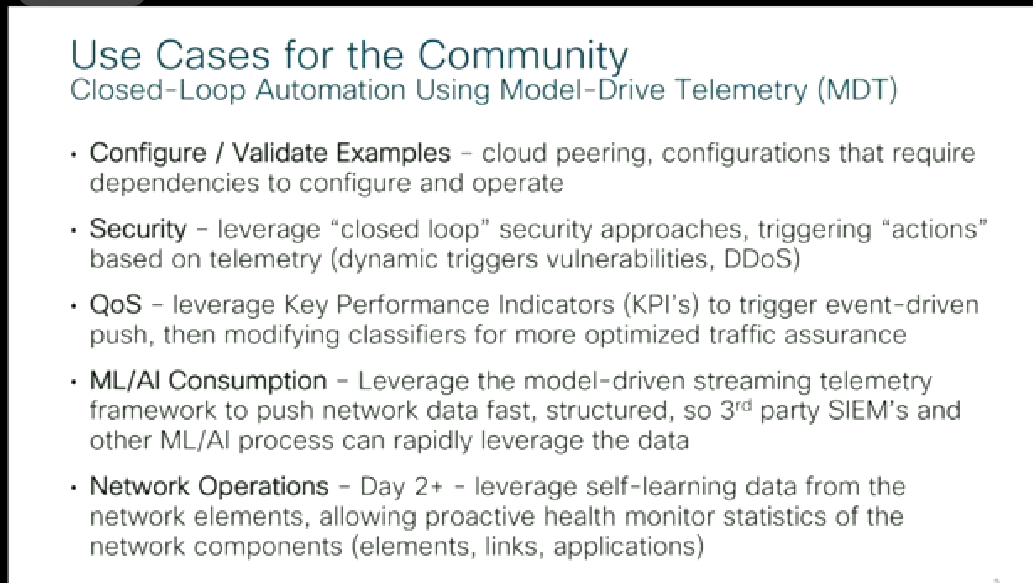 Use Cases for the Community
Closed-Loop Automation Using Model-Drive Telemetry (MDT)
• Configure / Validate Examples – cloud peering, configurations that require
dependencies to configure and operate
• Security – leverage “closed loop” security approaches, triggering “actions”
based on telemetry (dynamic triggers vulnerabilities, DDoS)
• QoS – leverage Key Performance Indicators (KPI’s) to trigger event-driven
push, then modifying classifiers for more optimized traffic assurance
• ML/AI Consumption – Leverage the model-driven streaming telemetry
framework to push network data fast, structured, so 3rd party SIEM’s and
other ML/AI process can rapidly leverage the data
• Network Operations – Day 2+ - leverage self-learning data from the
network elements, allowing proactive health monitor statistics of the
network components (elements, links, applications)